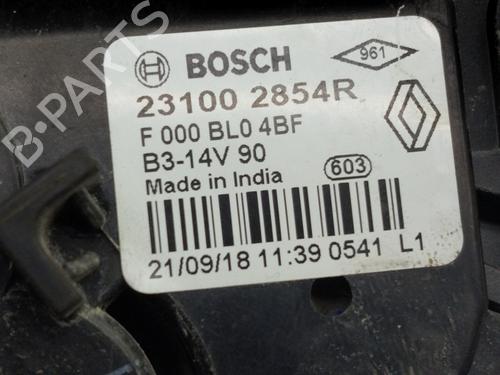 BOSCH
961
23100 2854R
F 000 BL0 4BF
B3-14V 90
Made in India
603
21/09/18 11:39 0541 L1
B-PARTS